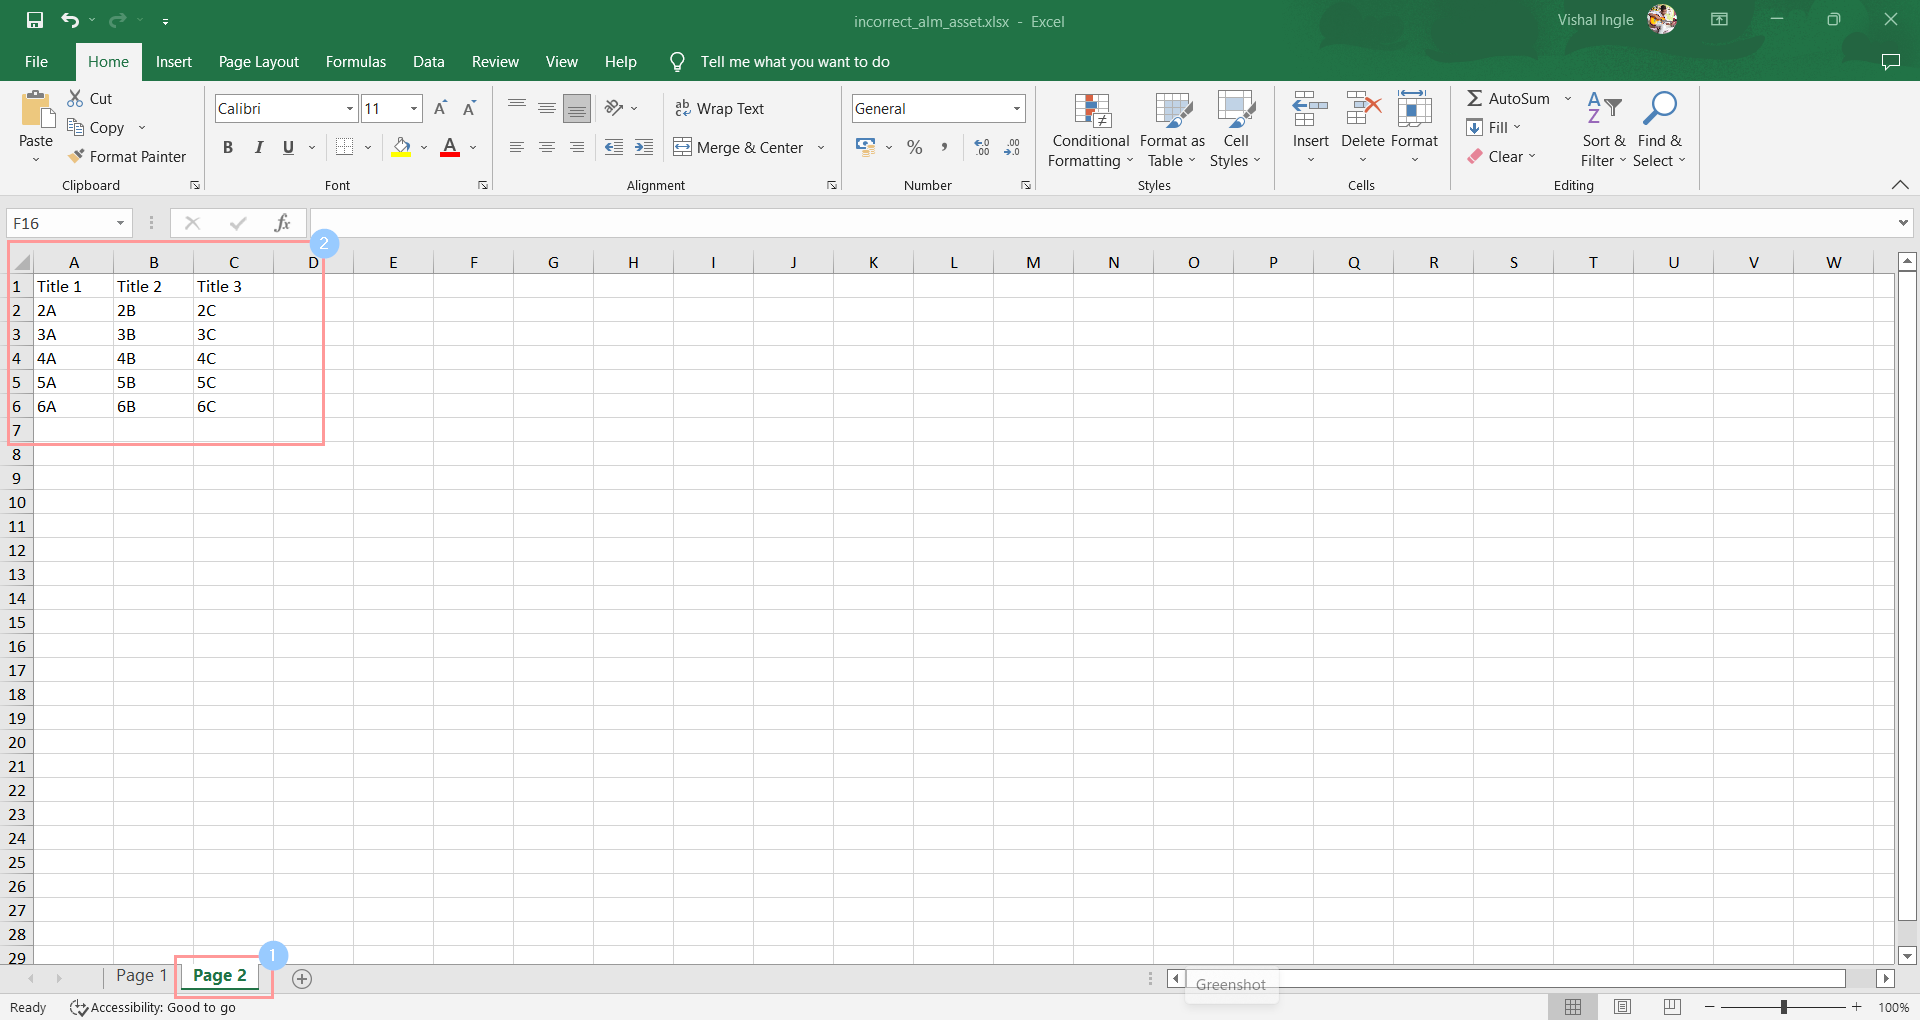 incorrect_alm_asset.xlsx - Excel
Vishal Ingle
File Home Insert Page Layout Formulas Data Review View Help Tell me what you want to do
Paste
Cut
Copy
Format Painter
Clipboard
Calibri 11
A A
B I U A
Font
ab Wrap Text
Merge & Center
Alignment
General
% , .00 .00
Number
Conditional Formatting
Format as Table
Cell Styles
Styles
Insert
Delete
Format
Cells
AutoSum
Fill
Clear
Sort & Filter
Find & Select
Editing
F16 fx
2
A B C D E F G H I J K L M N O P Q R S T U V W
1 Title 1 Title 2 Title 3
2 2A 2B 2C
3 3A 3B 3C
4 4A 4B 4C
5 5A 5B 5C
6 6A 6B 6C
7
8
9
10
11
12
13
14
15
16
17
18
19
20
21
22
23
24
25
26
27
28
29
1
Page 1 Page 2
Greenshot
Ready Accessibility: Good to go 100%